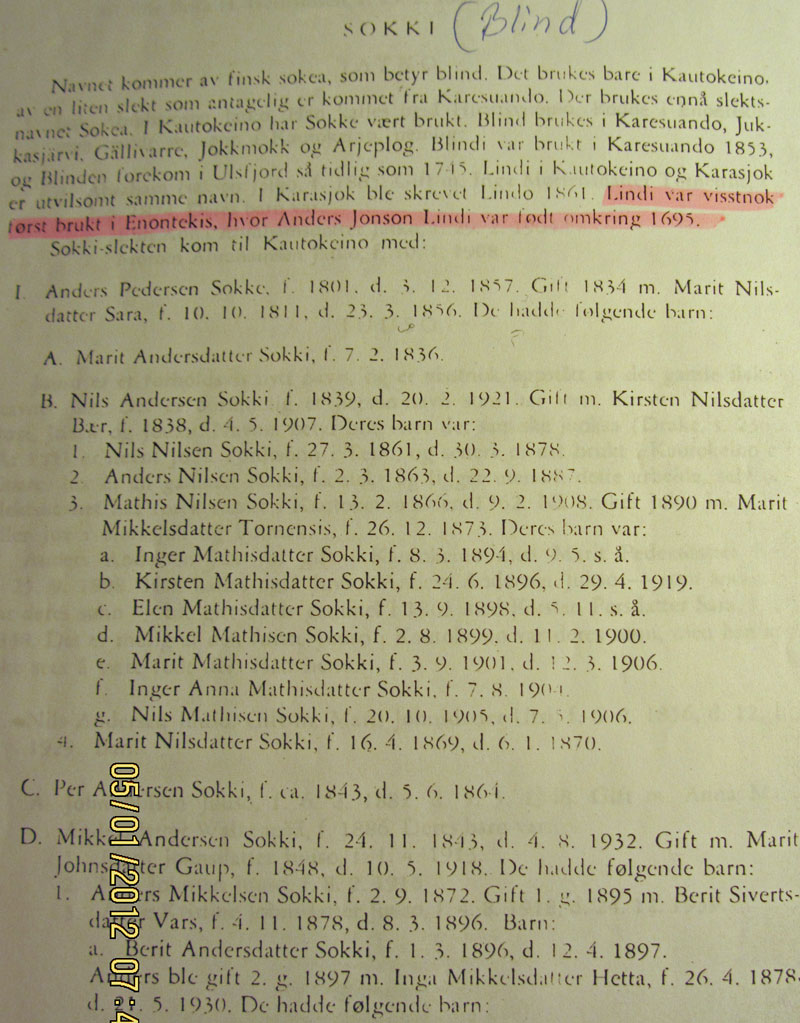 SOKKI (Blind)
Navnet kommer av finsk sokea, som betyr blind. Det brukes bare i Kautokeino,
av en liten slekt som antagelig er kommet fra Karesuando. Der brukes ennå slekts-
navnet Sokea. I Kautokeino har Sokke vært brukt. Blind brukes i Karesuando, Juk-
kasjärvi, Gällivarre, Jokkmokk og Arjeplog. Blindi var brukt i Karesuando 1853,
og Blinden forekom i Ulsfjord så tidlig som 1745. Lindi i Kautokeino og Karasjok
er utvilsomt samme navn. I Karasjok ble skrevet Lindo 1861. Lindi var visstnok
først brukt i Enontekis, hvor Anders Jonson Lindi var født omkring 1695.
Sokki-slekten kom til Kautokeino med:
I Anders Pedersen Sokke, f. 1801, d. 3. 12. 1857. Gift 1834 m. Marit Nils-
datter Sara, f. 10. 10. 1811, d. 23. 3. 1856. De hadde følgende barn:
A. Marit Andersdatter Sokki, f. 7. 2. 1836.
B. Nils Andersen Sokki f. 1839, d. 20. 2. 1921. Gift m. Kirsten Nilsdatter
Bær, f. 1838, d. 4. 5. 1907. Deres barn var:
1. Nils Nilsen Sokki, f. 27. 3. 1861, d. 30. 3. 1878.
2. Anders Nilsen Sokki, f. 2. 3. 1863, d. 22. 9. 1887.
3. Mathis Nilsen Sokki, f. 13. 2. 1866, d. 9. 2. 1908. Gift 1890 m. Marit
Mikkelsdatter Tornensis, f. 26. 12. 1873. Deres barn var:
a. Inger Mathisdatter Sokki, f. 8. 3. 1894, d. 9. 5. s. å.
b. Kirsten Mathisdatter Sokki, f. 24. 6. 1896, d. 29. 4. 1919.
c. Elen Mathisdatter Sokki, f. 13. 9. 1898, d. 5. 11. s. å.
d. Mikkel Mathisen Sokki, f. 2. 8. 1899, d. 11. 2. 1900.
e. Marit Mathisdatter Sokki, f. 3. 9. 1901, d. 12. 3. 1906.
f. Inger Anna Mathisdatter Sokki, f. 7. 8. 1904.
g. Nils Mathisen Sokki, f. 20. 10. 1905, d. 7. 1906.
4. Marit Nilsdatter Sokki, f. 16. 4. 1869, d. 6. 1. 1870.
C. Per Andersen Sokki, f. ca. 1843, d. 5. 6. 1864.
D. Mikkel Andersen Sokki, f. 24. 11. 1843, d. 4. 8. 1932. Gift m. Marit
Johnsdatter Gaup, f. 1848, d. 10. 5. 1918. De hadde følgende barn:
1. Anders Mikkelsen Sokki, f. 2. 9. 1872. Gift 1. g. 1895 m. Berit Siverts-
datter Vars, f. 4. 11. 1878, d. 8. 3. 1896. Barn:
a. Berit Andersdatter Sokki, f. 1. 3. 1896, d. 12. 4. 1897.
Anders ble gift 2. g. 1897 m. Inga Mikkelsdatter Hetta, f. 26. 4. 1878,
d. 5. 1930. De hadde følgende barn:
05/01/2012 07:4